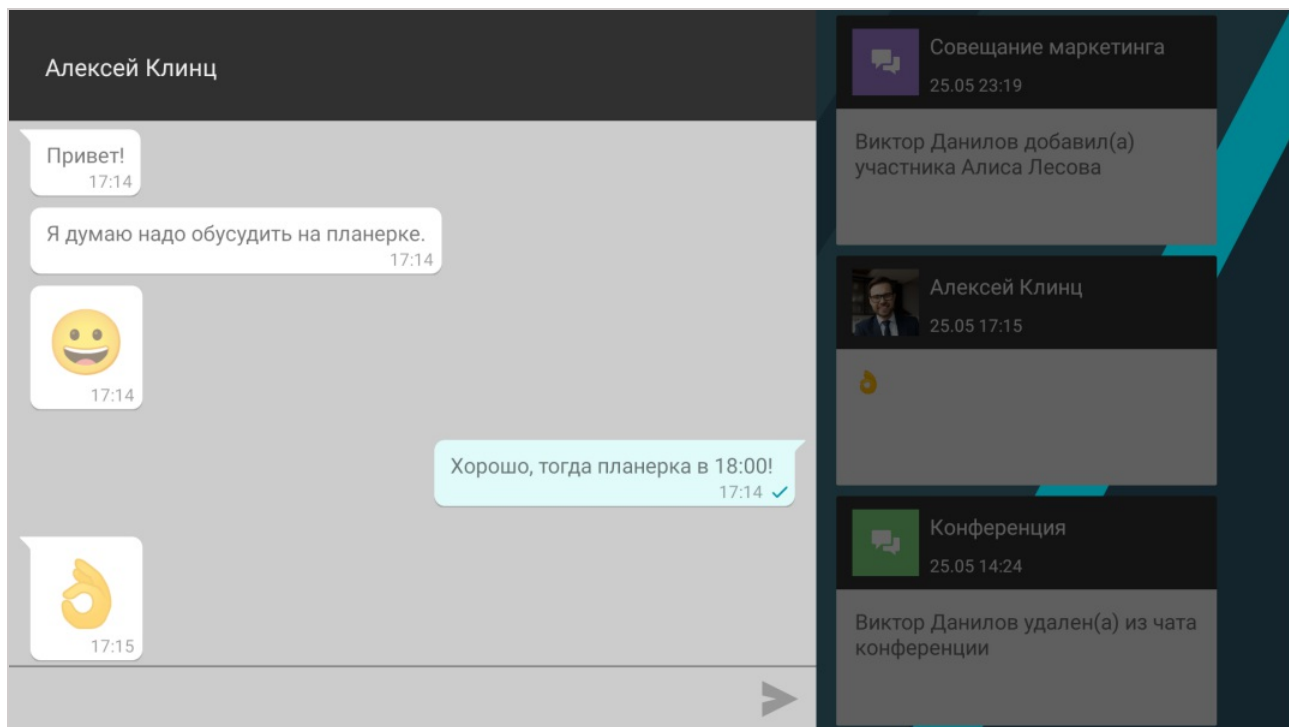 Алексей Клинц
Привет!
17:14
Я думаю надо обусудить на планерке.
17:14
17:14
Хорошо, тогда планерка в 18:00!
17:14
17:15
Совещание маркетинга
25.05 23:19
Виктор Данилов добавил(а)
участника Алиса Лесова
Алексей Клинц
25.05 17:15
Конференция
25.05 14:24
Виктор Данилов удален(а) из чата
конференции